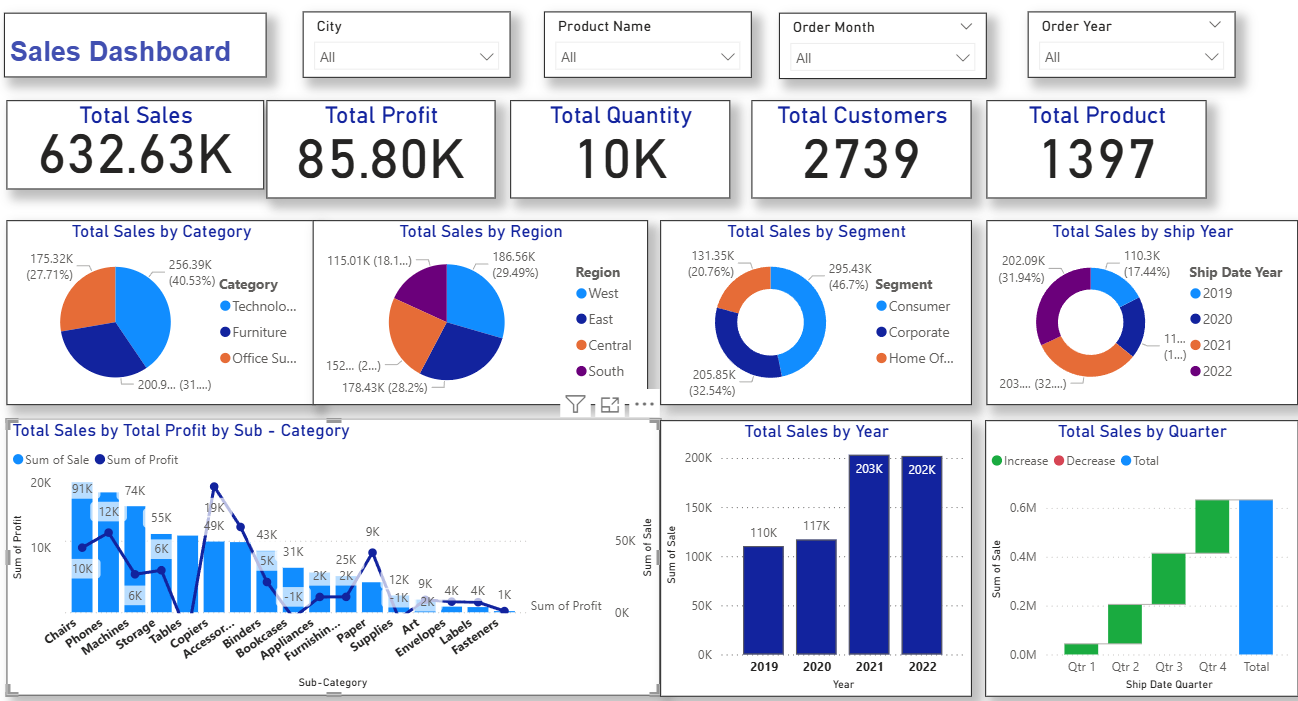 Sales Dashboard
City
All
Product Name
All
Order Month
All
Order Year
All
Total Sales
632.63K
Total Profit
85.80K
Total Quantity
10K
Total Customers
2739
Total Product
1397
Total Sales by Category
175.32K
(27.71%)
256.39K
(40.53%)
200.9... (31....)
Category
Technolo...
Furniture
Office Su...
Total Sales by Region
115.01K (18.1...)
186.56K
(29.49%)
152... (2...)
178.43K (28.2%)
Region
West
East
Central
South
Total Sales by Segment
131.35K
(20.76%)
295.43K
(46.7%)
205.85K
(32.54%)
Segment
Consumer
Corporate
Home Of...
Total Sales by ship Year
202.09K
(31.94%)
110.3K
(17.44%)
11...
(1...)
203.... (32....)
Ship Date Year
2019
2020
2021
2022
Total Sales by Total Profit by Sub - Category
Sum of Sale
Sum of Profit
Sum of Profit
20K
10K
91K
10K
12K
74K
6K
55K
6K
19K
49K
43K
5K
31K
-1K
2K
25K
2K
9K
12K
-1K
9K
2K
4K
4K
1K
50K
0K
Sum of Sale
Sum of Profit
Chairs
Phones
Machines
Storage
Tables
Copiers
Accessor...
Binders
Bookcases
Appliances
Furnishin...
Paper
Supplies
Art
Envelopes
Labels
Fasteners
Sub-Category
Total Sales by Year
Sum of Sale
200K
150K
100K
50K
0K
110K
117K
203K
202K
2019
2020
2021
2022
Year
Total Sales by Quarter
Increase
Decrease
Total
Sum of Sale
0.6M
0.4M
0.2M
0.0M
Qtr 1
Qtr 2
Qtr 3
Qtr 4
Total
Ship Date Quarter